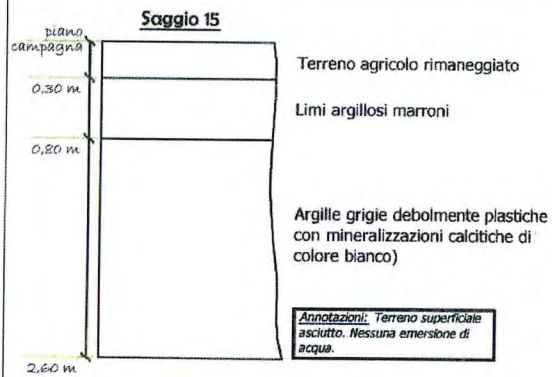 Saggio 15
piano
campagna
Terreno agricolo rimaneggiato
0,30 m
Limi argillosi marroni
0,80 m
Argille grigie debolmente plastiche
con mineralizzazioni calcitiche di
colore bianco)
Annotazioni: Terreno superficiale
asciutto. Nessuna emersione di
acqua.
2,60 m